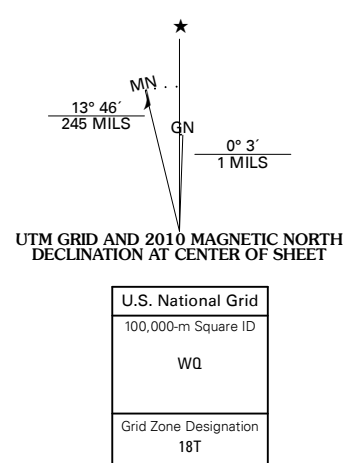 ★
MN
13° 46´
245 MILS
GN
0° 3´
1 MILS
UTM GRID AND 2010 MAGNETIC NORTH
DECLINATION AT CENTER OF SHEET
U.S. National Grid
100,000-m Square ID
WQ
Grid Zone Designation
18T